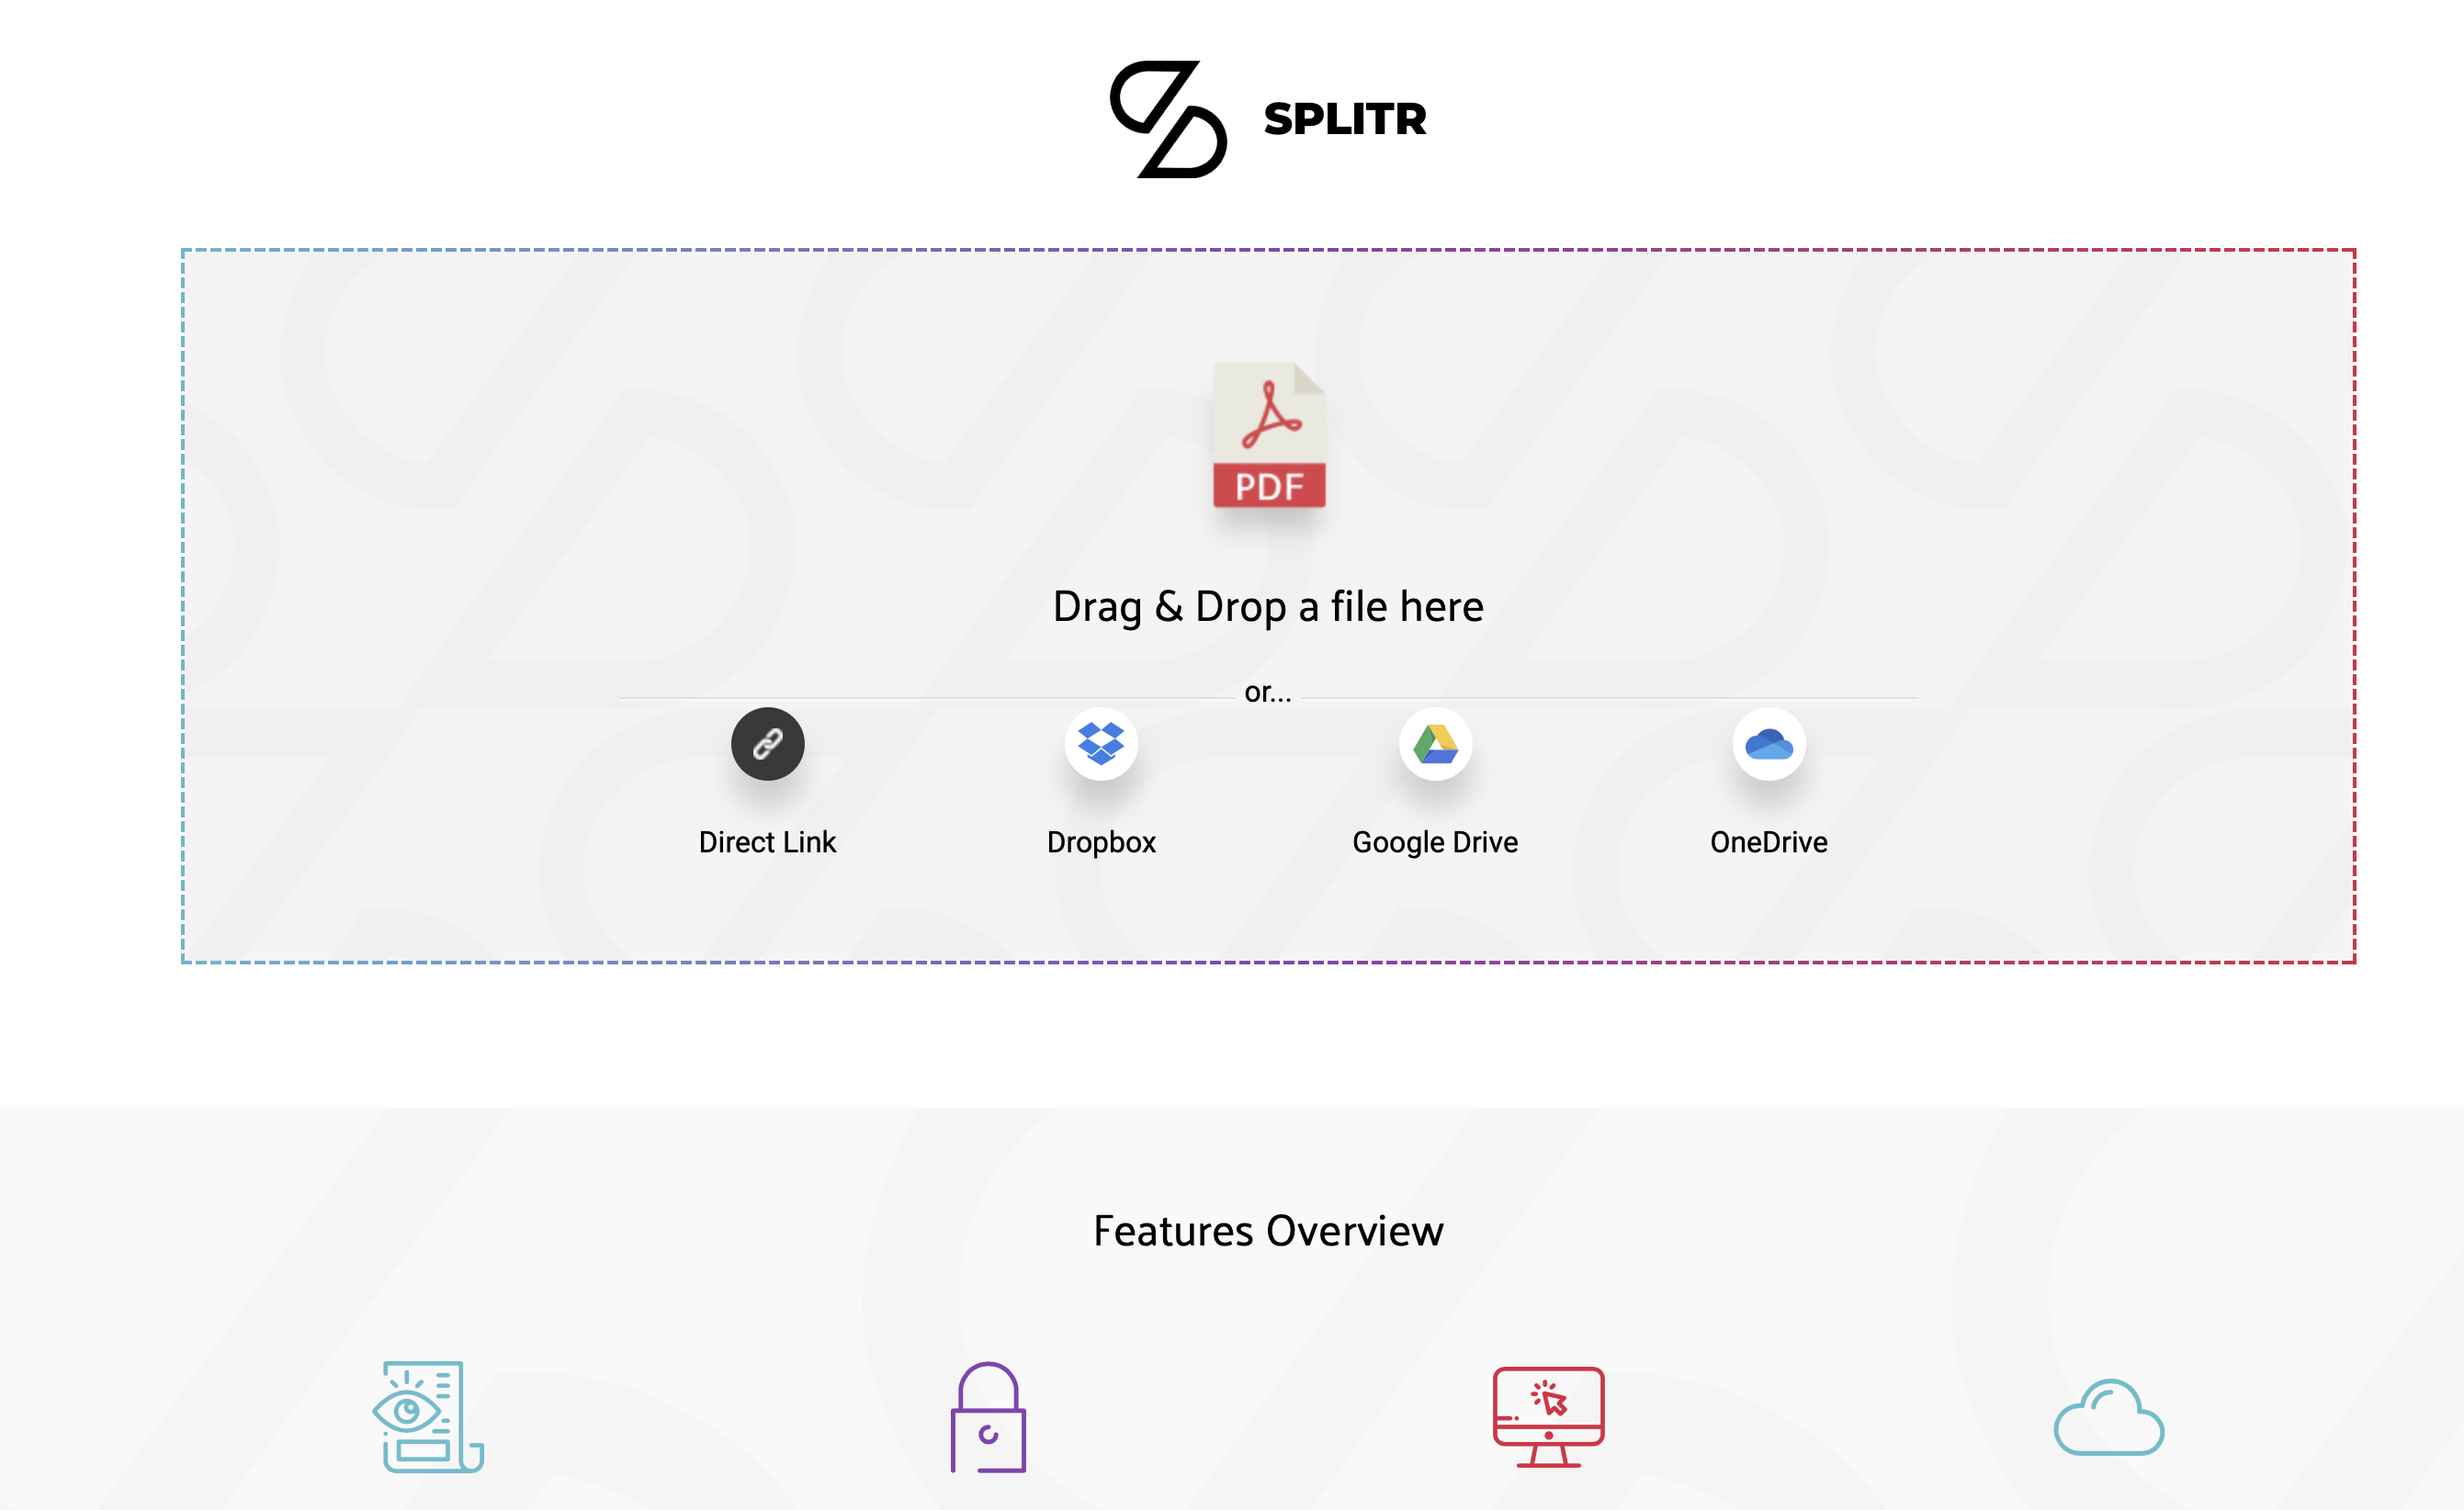 SPLITR
PDF
Drag & Drop a file here
or...
Direct Link
Dropbox
Google Drive
OneDrive
Features Overview